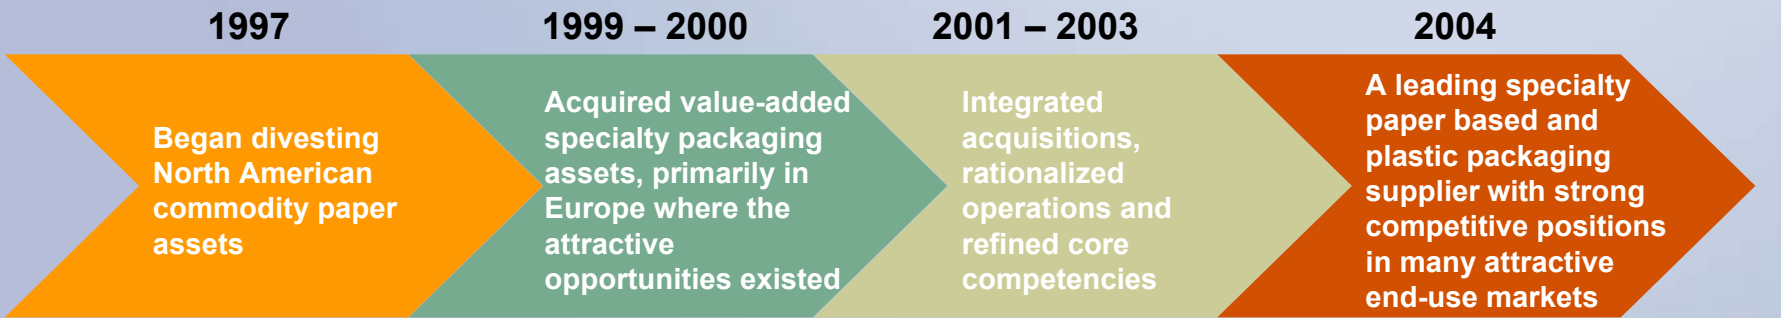 1997
Began divesting
North American
commodity paper
assets
1999 – 2000
Acquired value-added
specialty packaging
assets, primarily in
Europe where the
attractive
opportunities existed
2001 – 2003
Integrated
acquisitions,
rationalized
operations and
refined core
competencies
2004
A leading specialty
paper based and
plastic packaging
supplier with strong
competitive positions
in many attractive
end-use markets